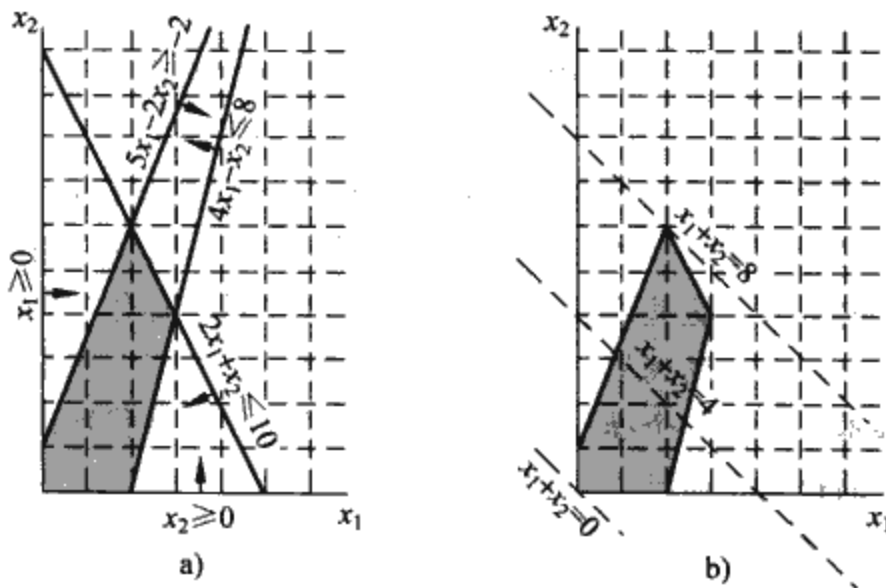 x₂
5x₁−2x₂≥−2
4x₁−x₂≤8
x₁≥0
2x₁+x₂≤10
x₂≥0
x₁
a)
x₂
x₁+x₂=8
x₁+x₂=4
x₁+x₂=0
x₁
b)